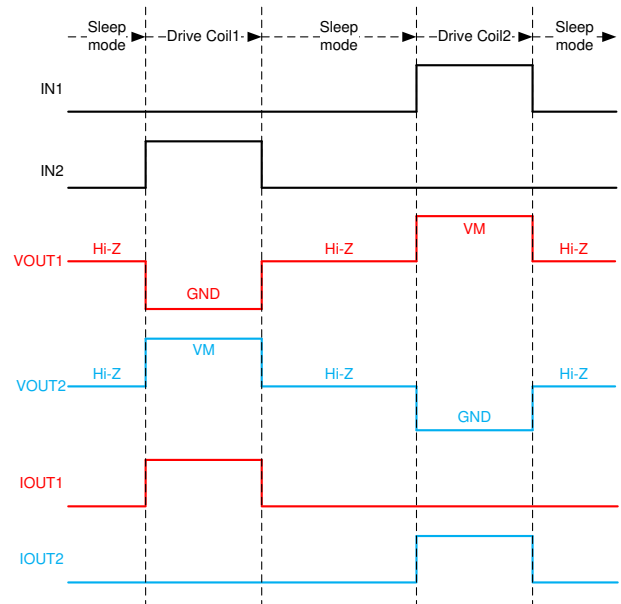 Sleep
mode
Drive Coil1
Sleep
mode
Drive Coil2
Sleep
mode
IN1
IN2
Hi-Z
Hi-Z
VM
Hi-Z
VOUT1
GND
VM
Hi-Z
Hi-Z
Hi-Z
VOUT2
GND
IOUT1
IOUT2